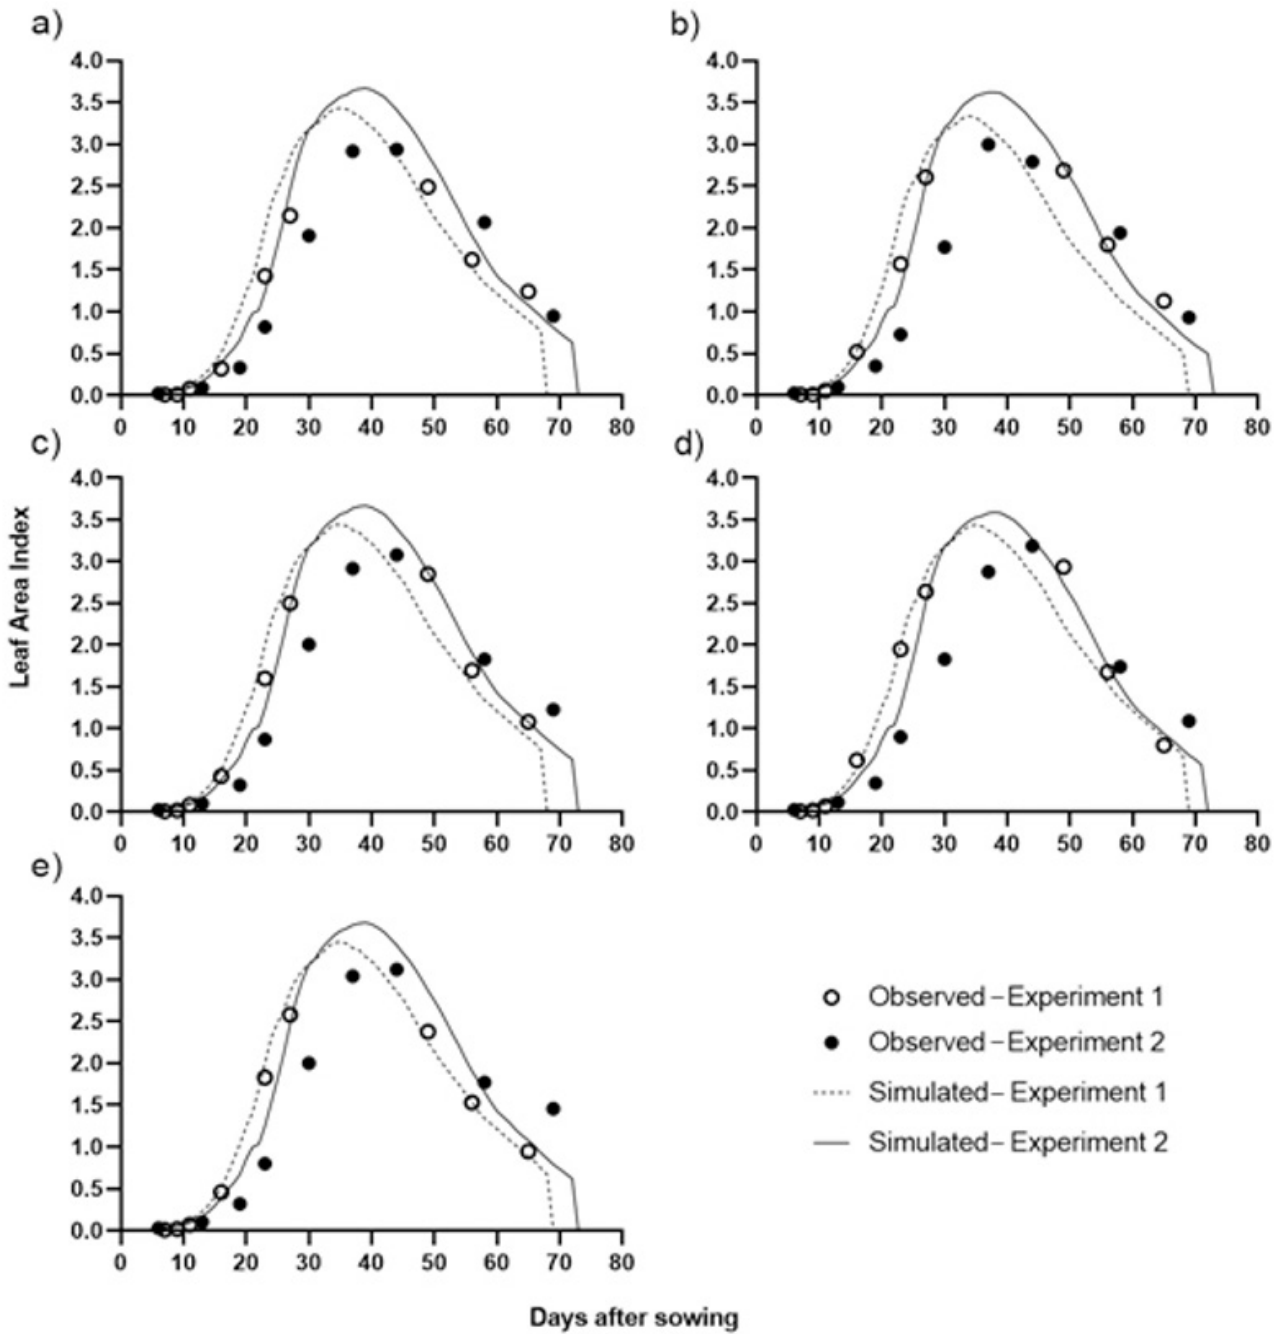 a)
4.0
3.5
3.0
2.5
2.0
1.5
1.0
0.5
0.0
0 10 20 30 40 50 60 70 80
b)
4.0
3.5
3.0
2.5
2.0
1.5
1.0
0.5
0.0
0 10 20 30 40 50 60 70 80
Leaf Area Index
c)
4.0
3.5
3.0
2.5
2.0
1.5
1.0
0.5
0.0
0 10 20 30 40 50 60 70 80
d)
4.0
3.5
3.0
2.5
2.0
1.5
1.0
0.5
0.0
0 10 20 30 40 50 60 70 80
e)
4.0
3.5
3.0
2.5
2.0
1.5
1.0
0.5
0.0
0 10 20 30 40 50 60 70 80
Observed – Experiment 1
Observed – Experiment 2
Simulated – Experiment 1
Simulated – Experiment 2
Days after sowing